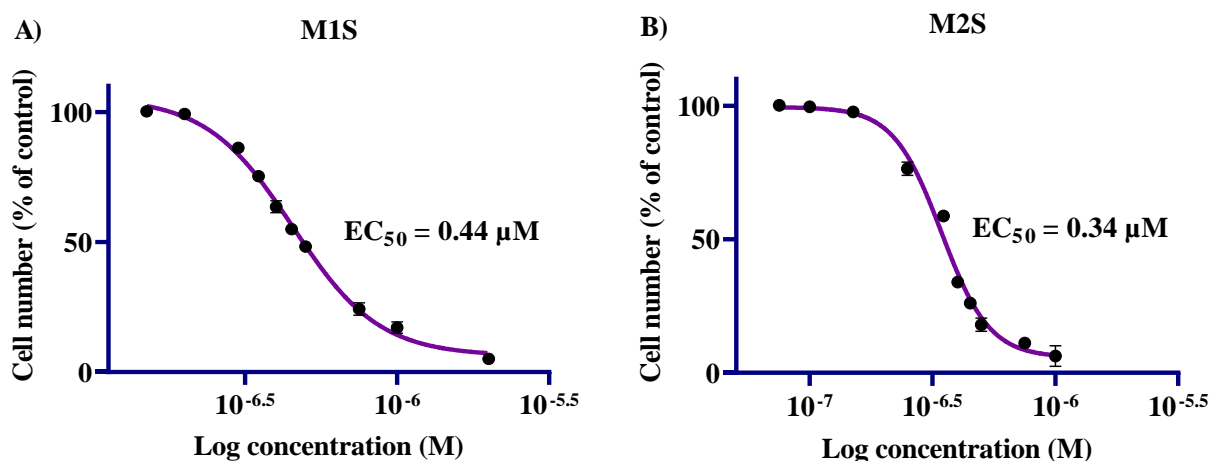 A)
M1S
Cell number (% of control)
100
50
0
EC50 = 0.44 µM
10-6.5
10-6
10-5.5
Log concentration (M)
B)
M2S
Cell number (% of control)
100
50
0
EC50 = 0.34 µM
10-7
10-6.5
10-6
10-5.5
Log concentration (M)